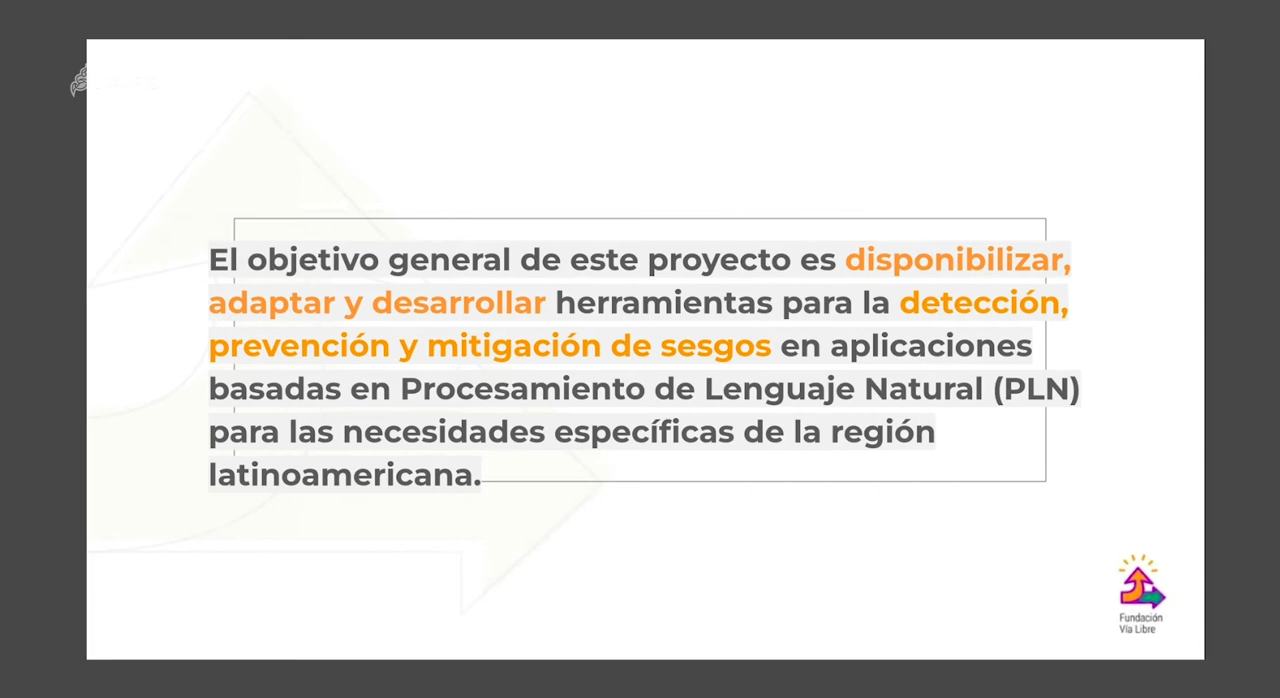 El objetivo general de este proyecto es disponibilizar,
adaptar y desarrollar herramientas para la detección,
prevención y mitigación de sesgos en aplicaciones
basadas en Procesamiento de Lenguaje Natural (PLN)
para las necesidades específicas de la región
latinoamericana.
Fundación
Vía Libre